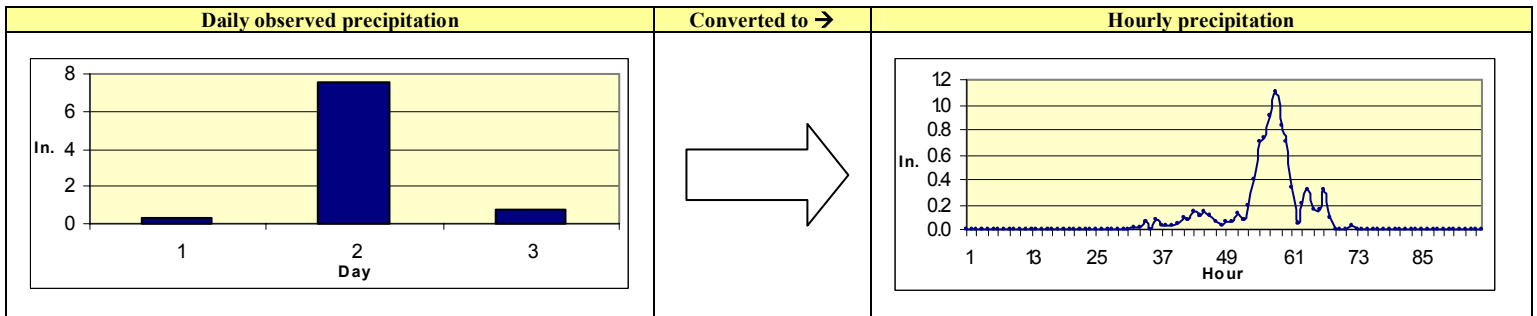 Daily observed precipitation
Converted to →
Hourly precipitation
8
6
In. 4
2
0
1 2 3
Day
1.2
1.0
0.8
In. 0.6
0.4
0.2
0.0
1 13 25 37 49 61 73 85
Hour